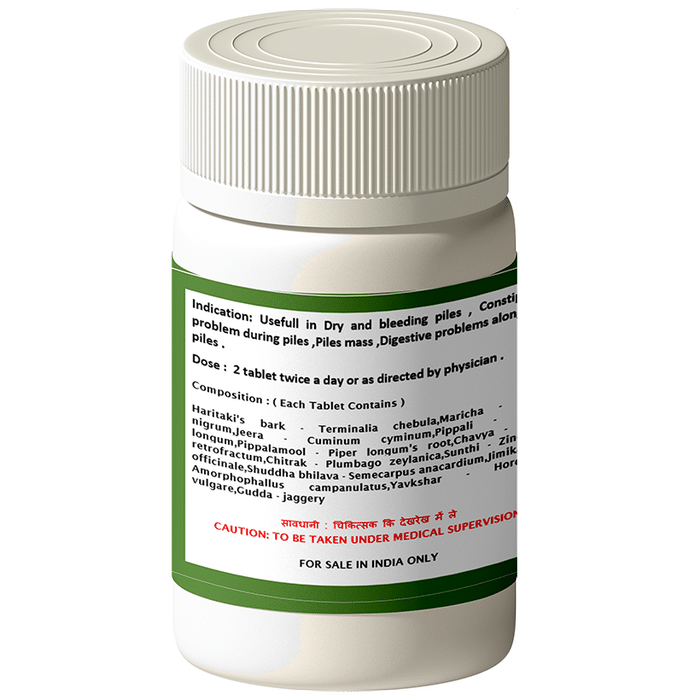 Indication: Usefull in Dry and bleeding piles , Constip
problem during piles ,Piles mass ,Digestive problems along
piles .
Dose : 2 tablet twice a day or as directed by physician .
Composition : ( Each Tablet Contains )
Haritaki's bark - Terminalia chebula,Maricha -
nigrum,Jeera - Cuminum cyminum,Pippali -
longum,Pippalamool - Piper longum's root,Chavya -
retrofractum,Chitrak - Plumbago zeylanica,Sunthi - Zin
officinale,Shuddha bhilava - Semecarpus anacardium,Jimik
Amorphophallus campanulatus,Yavkshar - Hord
vulgare,Gudda - jaggery
सावधानी : चिकित्सक कि देखरेख में ले
CAUTION: TO BE TAKEN UNDER MEDICAL SUPERVISION
FOR SALE IN INDIA ONLY